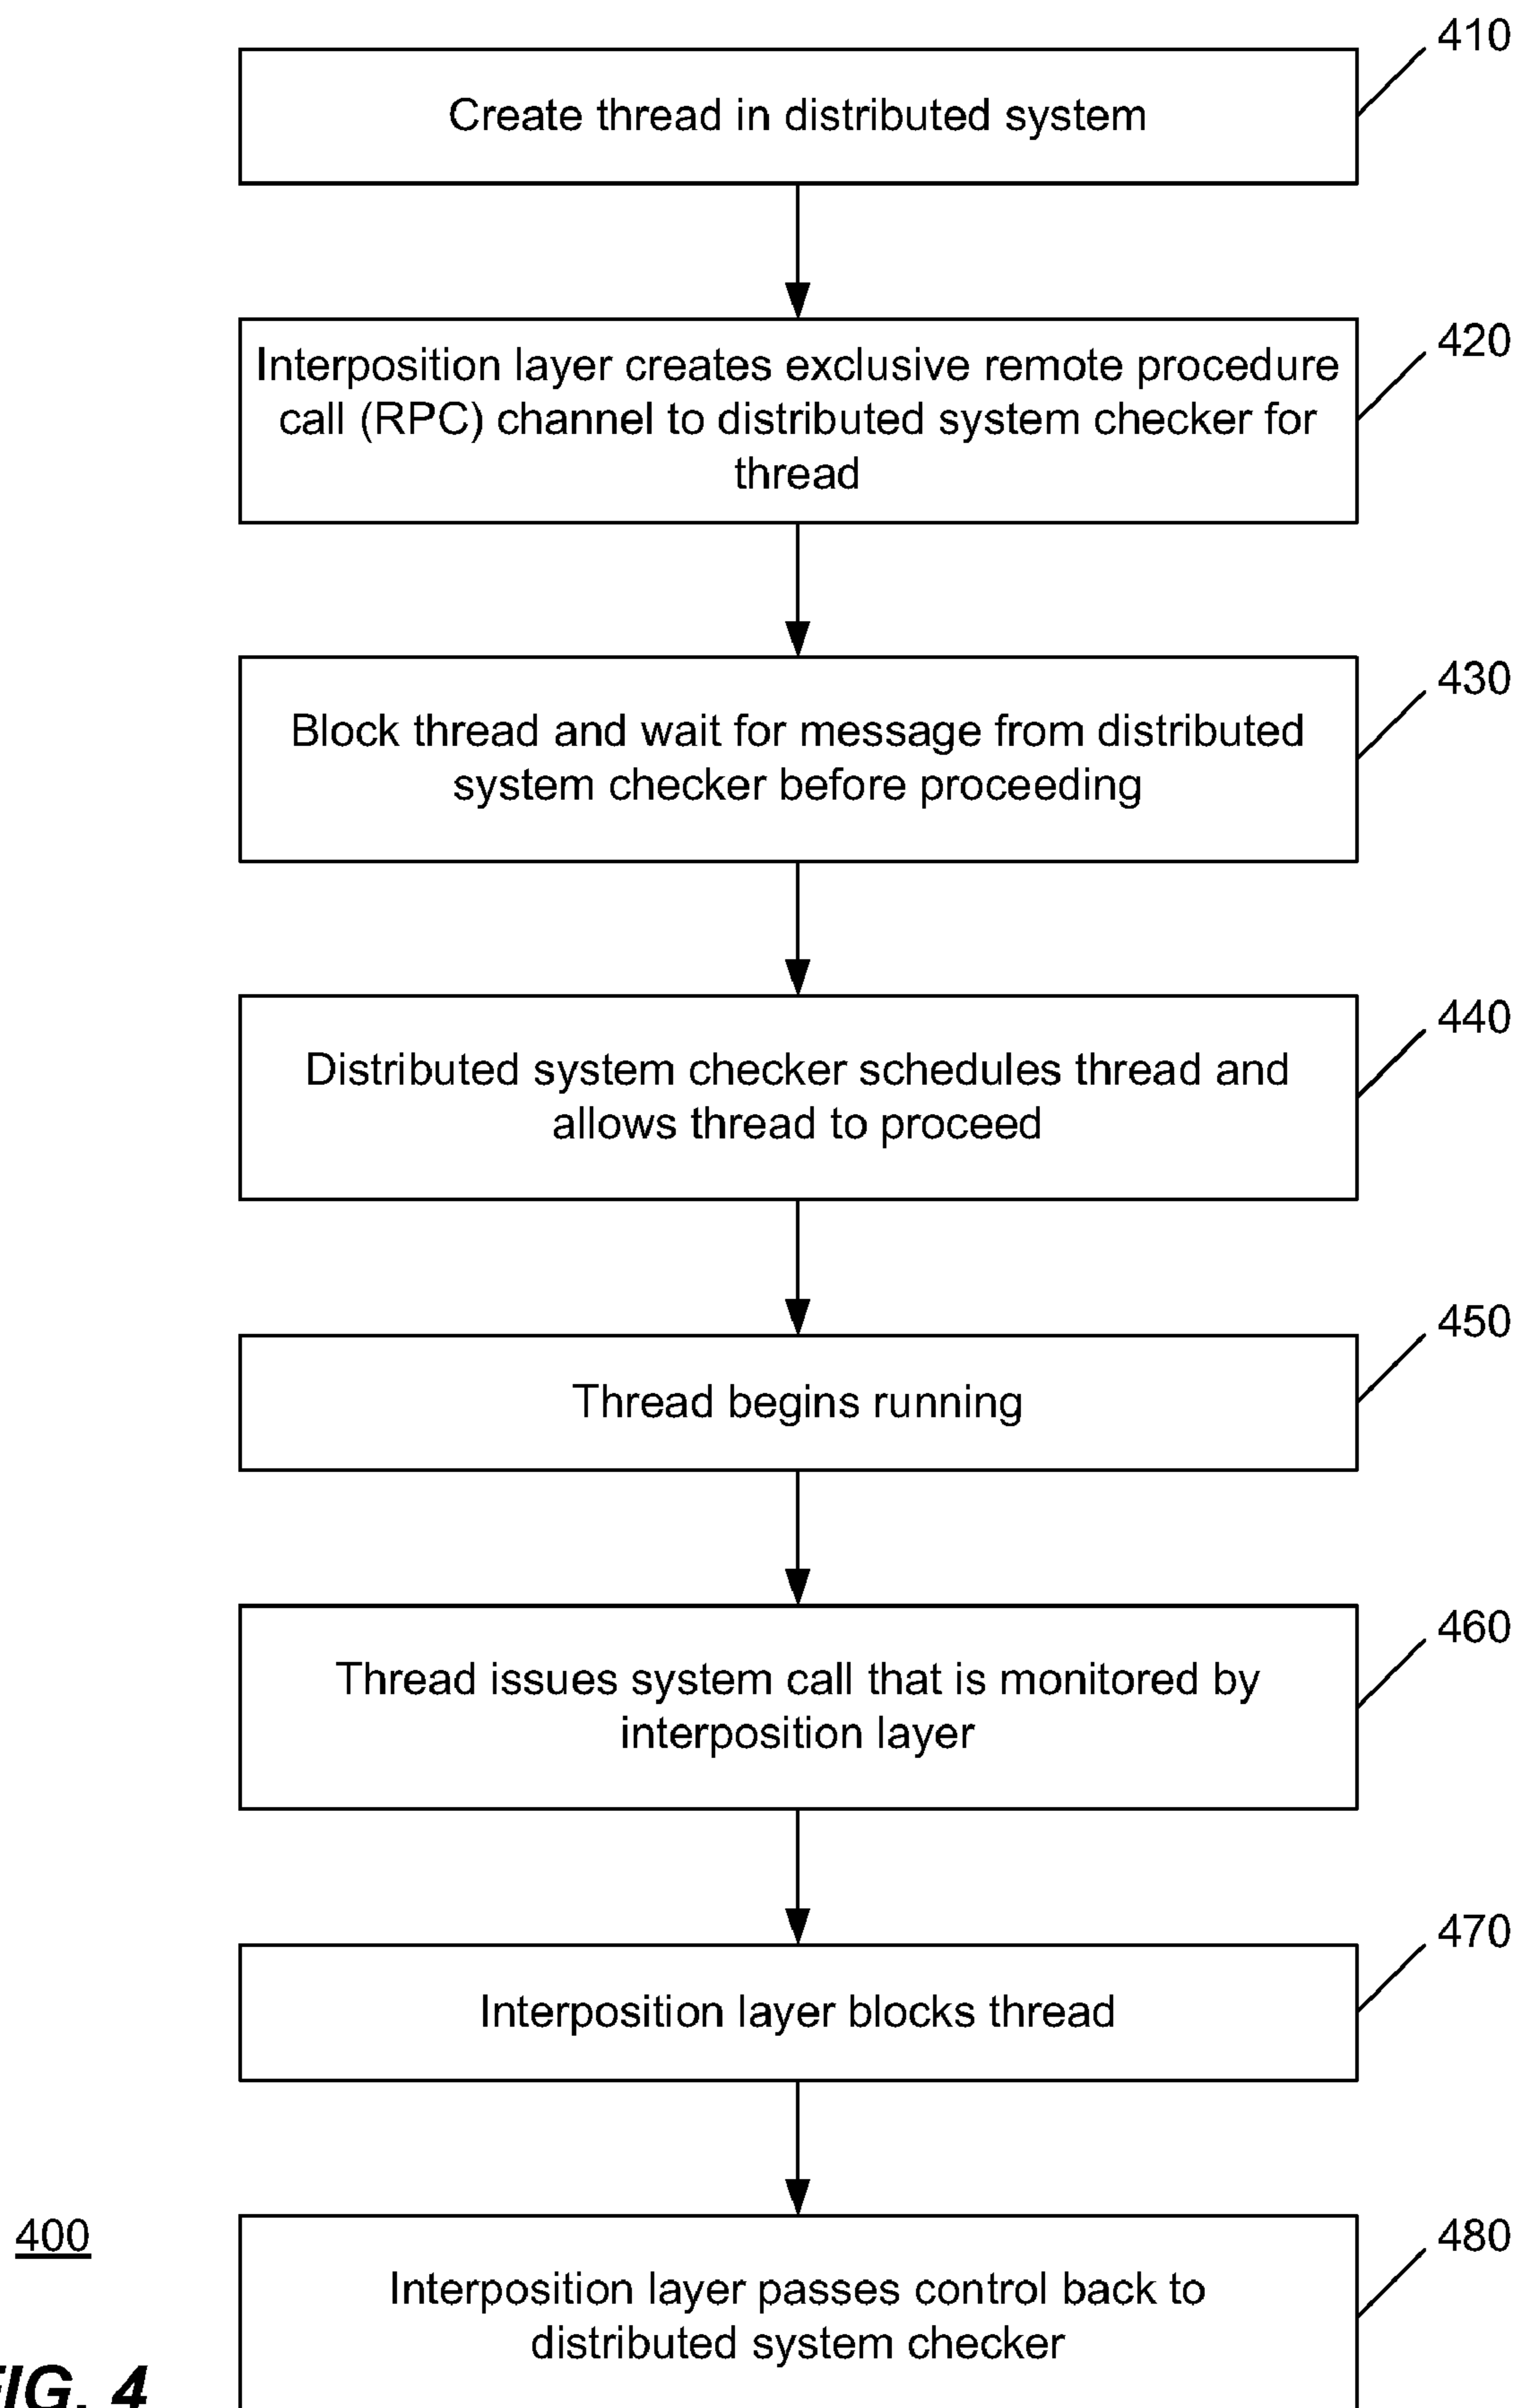 410
Create thread in distributed system
420
Interposition layer creates exclusive remote procedure
call (RPC) channel to distributed system checker for
thread
430
Block thread and wait for message from distributed
system checker before proceeding
440
Distributed system checker schedules thread and
allows thread to proceed
450
Thread begins running
460
Thread issues system call that is monitored by
interposition layer
470
Interposition layer blocks thread
480
Interposition layer passes control back to
distributed system checker
400
FIG. 4